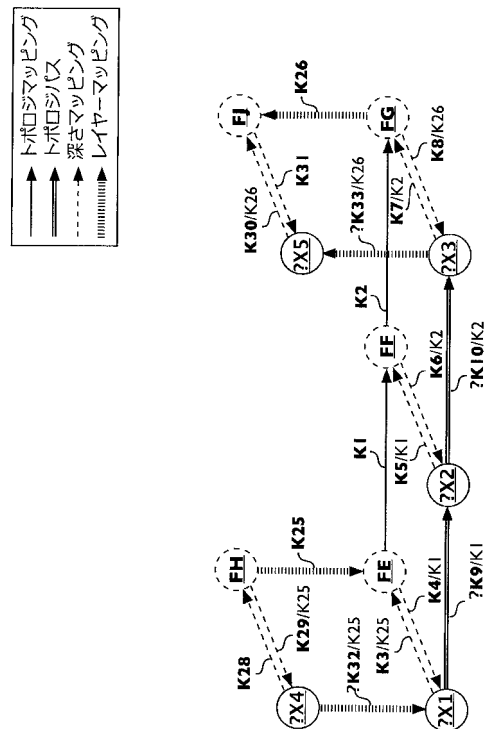 トポロジマッピング
トポロジパス
深さマッピング
レイヤーマッピング
FH
FJ
K28
K29/K25
K25
K30/K26
K31
K26
?X4
?X5
?K32/K25
?K33/K26
FE
FF
FG
K1
K2
K3/K25
K4/K1
K5/K1
K6/K2
K7/K2
K8/K26
?X1
?X2
?X3
?K9/K1
?K10/K2